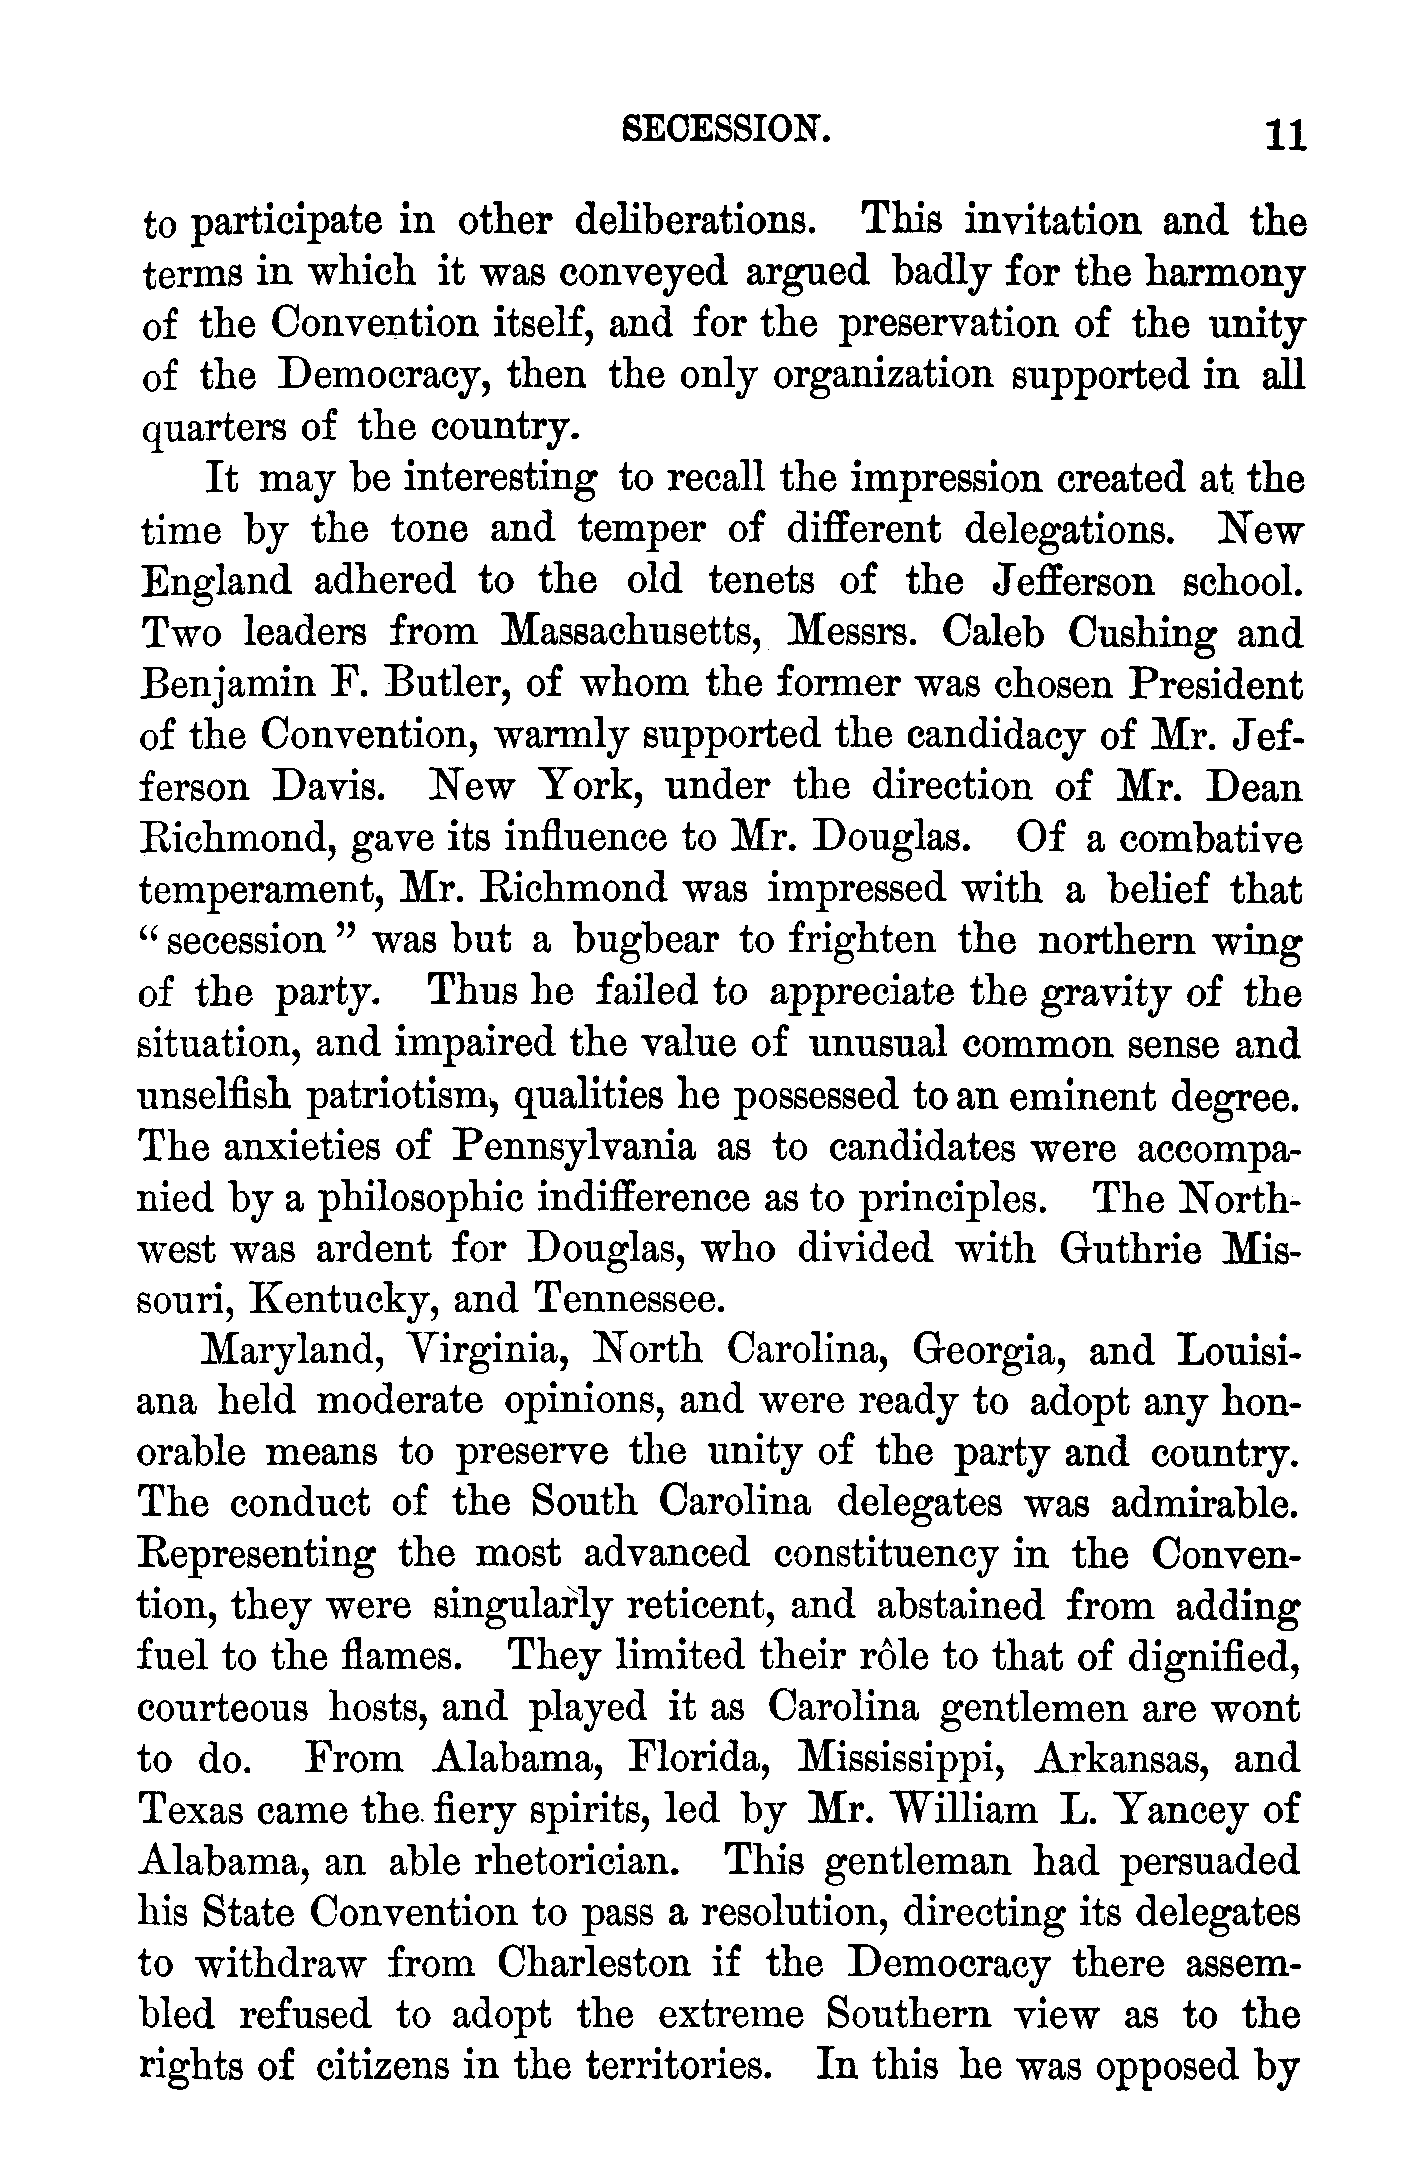 SECESSION. 11
to participate in other deliberations. This invitation and the
terms in which it was conveyed argued badly for the harmony
of the Convention itself, and for the preservation of the unity
of the Democracy, then the only organization supported in all
quarters of the country.
It may be interesting to recall the impression created at the
time by the tone and temper of different delegations. New
England adhered to the old tenets of the Jefferson school.
Two leaders from Massachusetts, Messrs. Caleb Cushing and
Benjamin F. Butler, of whom the former was chosen President
of the Convention, warmly supported the candidacy of Mr. Jef-
ferson Davis. New York, under the direction of Mr. Dean
Richmond, gave its influence to Mr. Douglas. Of a combative
temperament, Mr. Richmond was impressed with a belief that
“ secession ” was but a bugbear to frighten the northern wing
of the party. Thus he failed to appreciate the gravity of the
situation, and impaired the value of unusual common sense and
unselfish patriotism, qualities he possessed to an eminent degree.
The anxieties of Pennsylvania as to candidates were accompa-
nied by a philosophic indifference as to principles. The North-
west was ardent for Douglas, who divided with Guthrie Mis-
souri, Kentucky, and Tennessee.
Maryland, Virginia, North Carolina, Georgia, and Louisi-
ana held moderate opinions, and were ready to adopt any hon-
orable means to preserve the unity of the party and country.
The conduct of the South Carolina delegates was admirable.
Representing the most advanced constituency in the Conven-
tion, they were singularly reticent, and abstained from adding
fuel to the flames. They limited their rôle to that of dignified,
courteous hosts, and played it as Carolina gentlemen are wont
to do. From Alabama, Florida, Mississippi, Arkansas, and
Texas came the fiery spirits, led by Mr. William L. Yancey of
Alabama, an able rhetorician. This gentleman had persuaded
his State Convention to pass a resolution, directing its delegates
to withdraw from Charleston if the Democracy there assem-
bled refused to adopt the extreme Southern view as to the
rights of citizens in the territories. In this he was opposed by